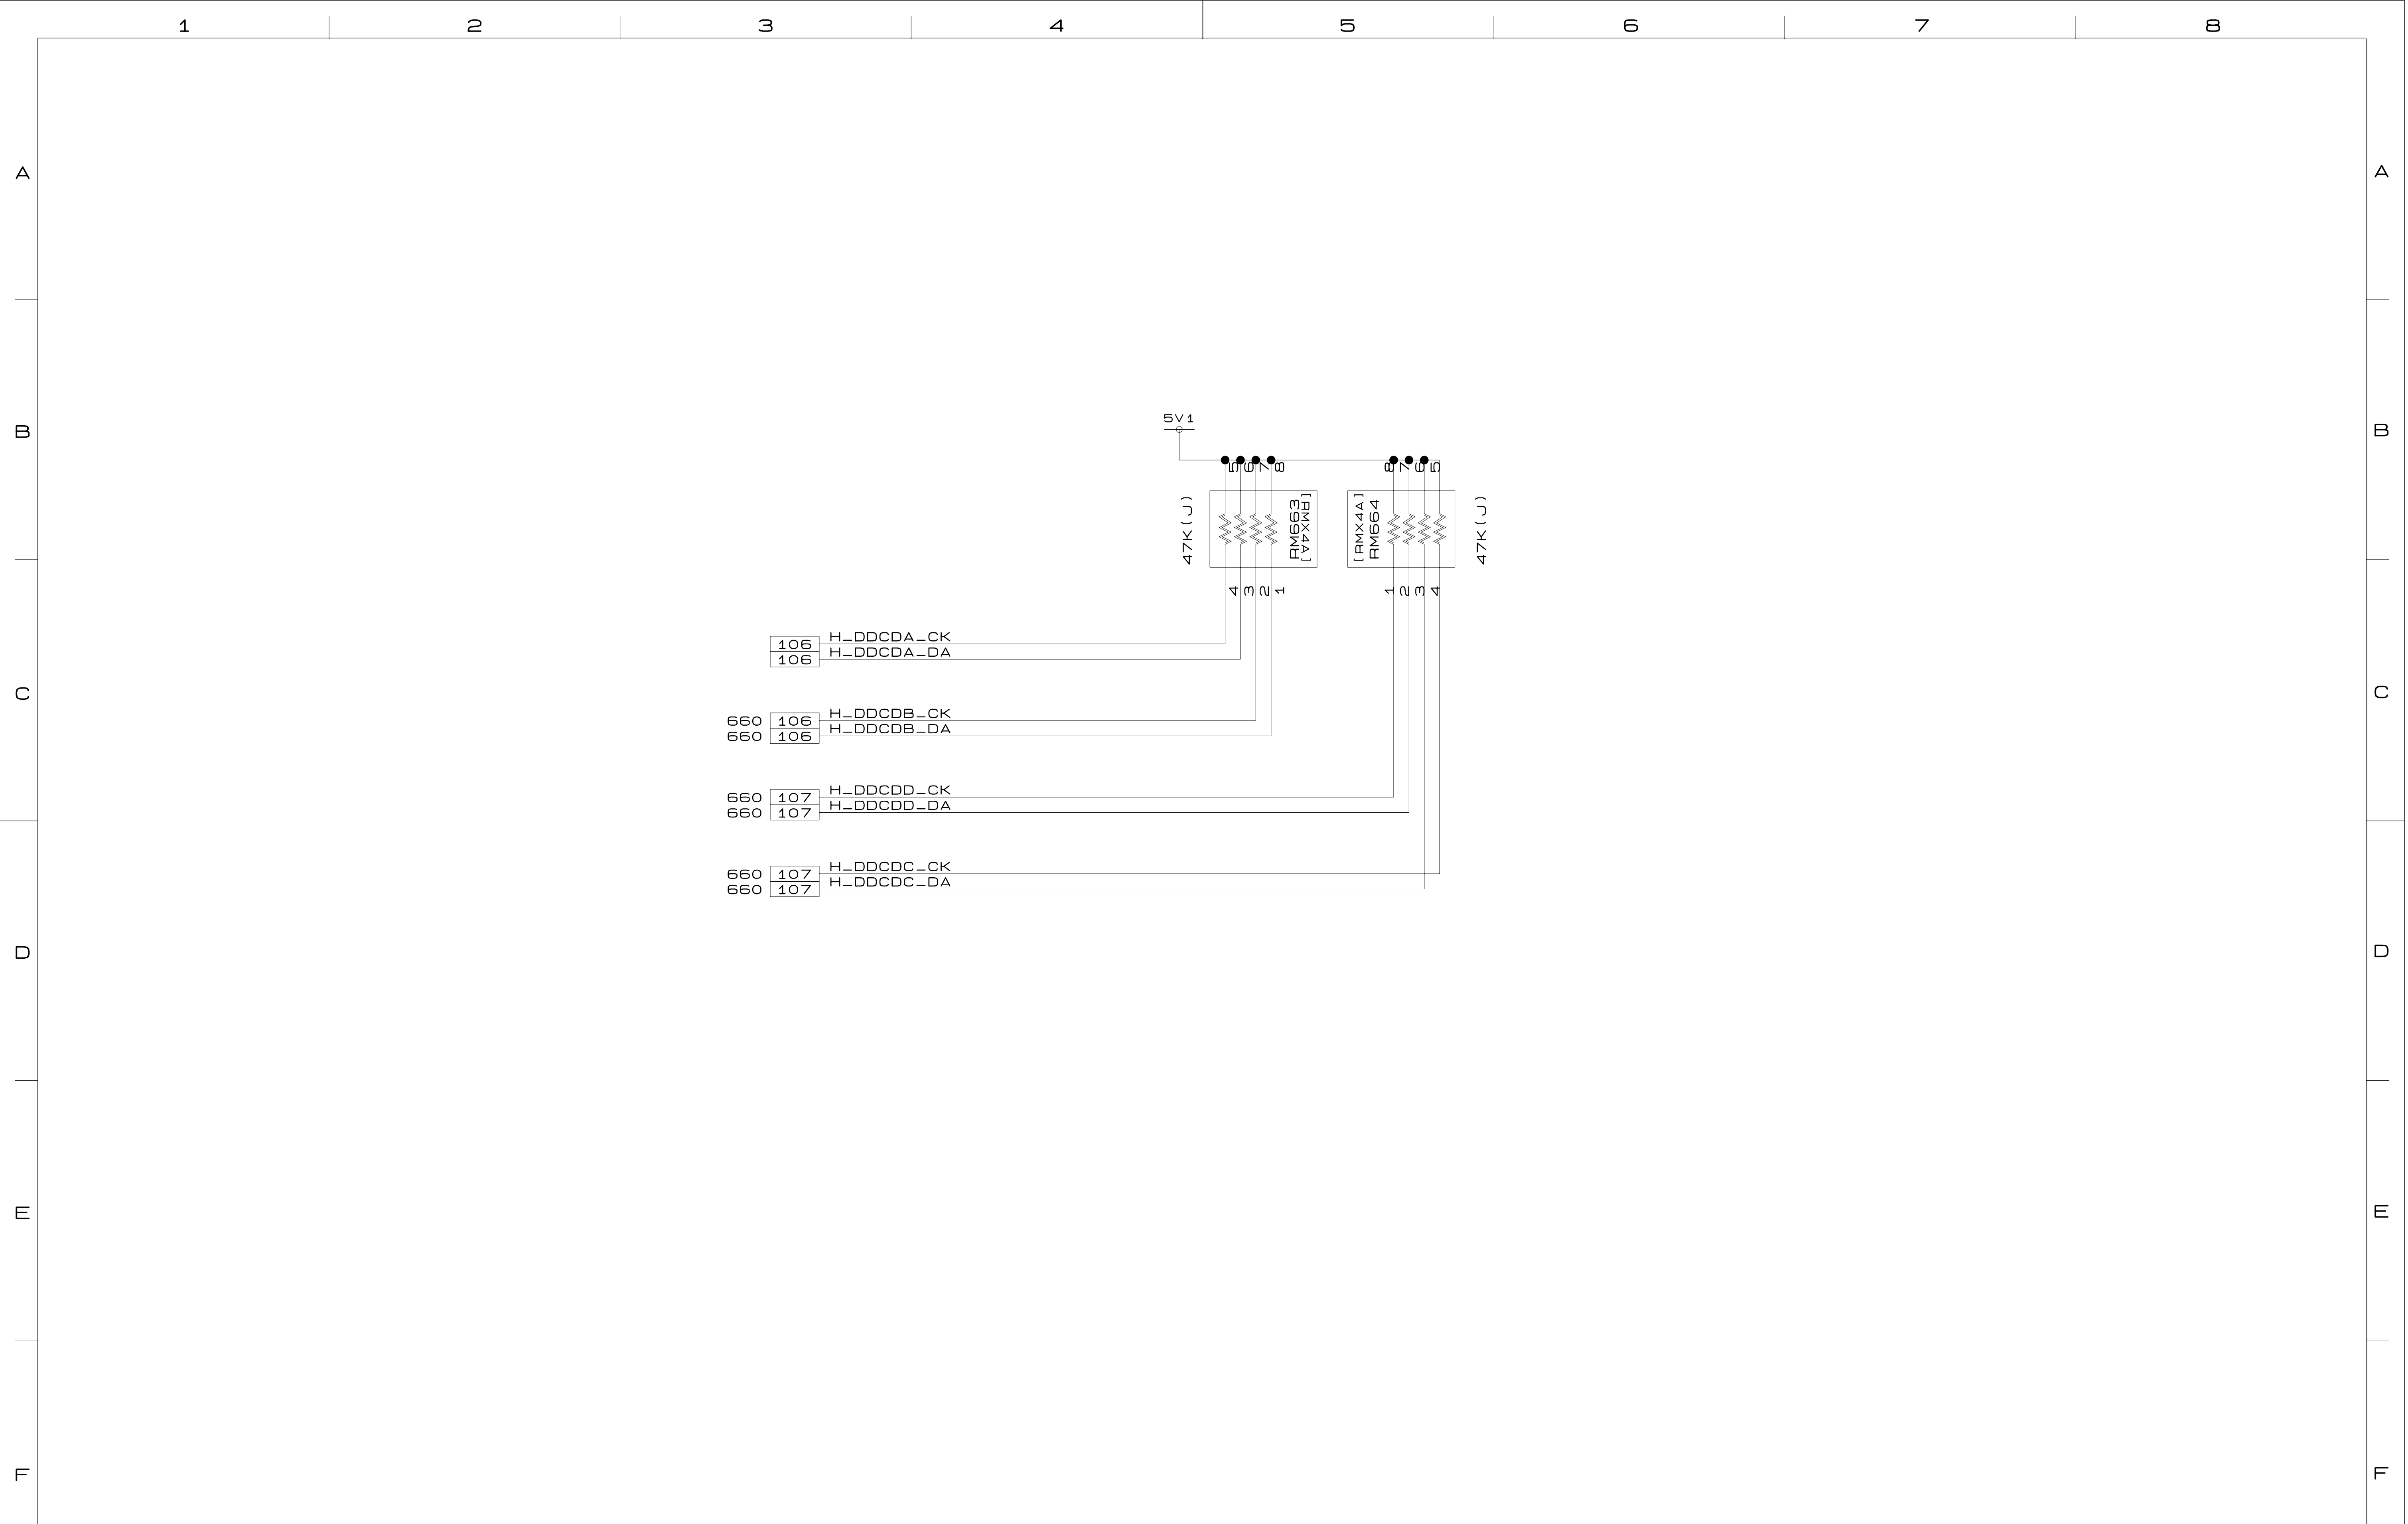 1 2 3 4 5 6 7 8
A A
B B
5V1
5 6 7 8 8 7 6 5
47K(J) RM663 [RMX4A] [RMX4A] RM664 47K(J)
4 3 2 1 1 2 3 4
106 H_DDCDA_CK
106 H_DDCDA_DA
C C
660 106 H_DDCDB_CK
660 106 H_DDCDB_DA
660 107 H_DDCDD_CK
660 107 H_DDCDD_DA
660 107 H_DDCDC_CK
660 107 H_DDCDC_DA
D D
E E
F F